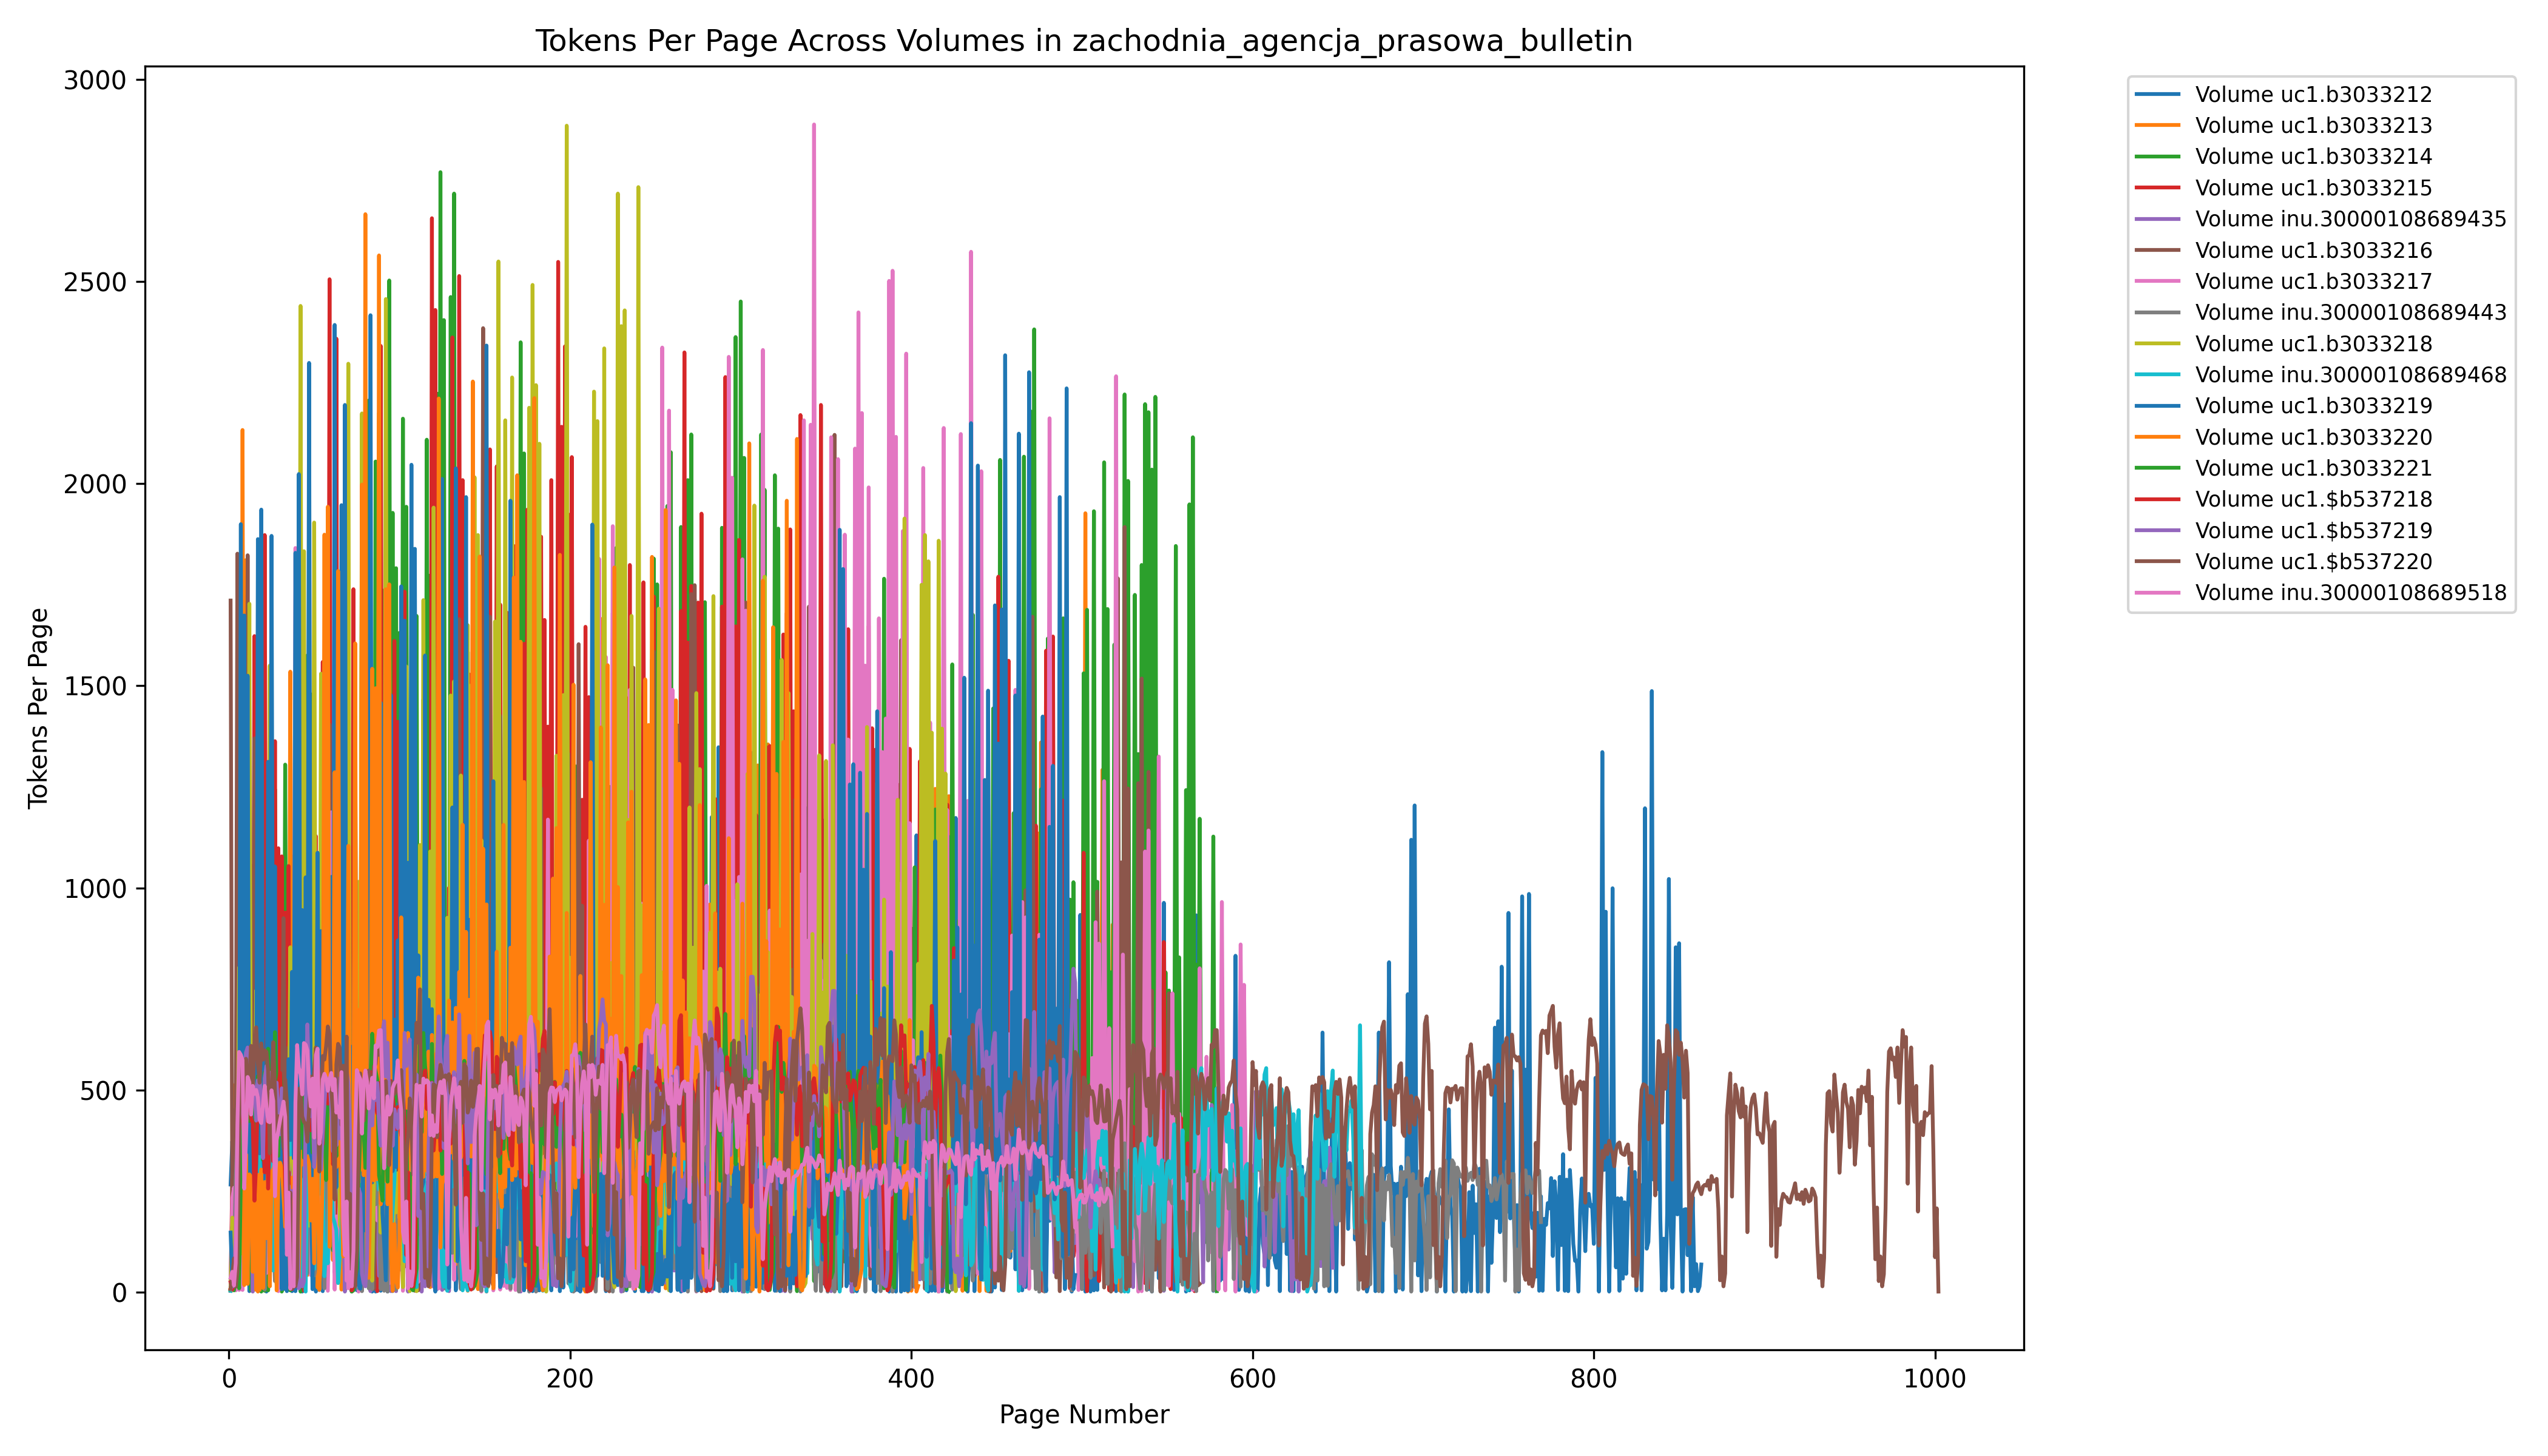 Tokens Per Page Across Volumes in zachodnia_agencja_prasowa_bulletin
3000
2500
2000
1500
1000
500
0
Tokens Per Page
0 200 400 600 800 1000
Page Number
Volume uc1.b3033212
Volume uc1.b3033213
Volume uc1.b3033214
Volume uc1.b3033215
Volume inu.30000108689435
Volume uc1.b3033216
Volume uc1.b3033217
Volume inu.30000108689443
Volume uc1.b3033218
Volume inu.30000108689468
Volume uc1.b3033219
Volume uc1.b3033220
Volume uc1.b3033221
Volume uc1.$b537218
Volume uc1.$b537219
Volume uc1.$b537220
Volume inu.30000108689518